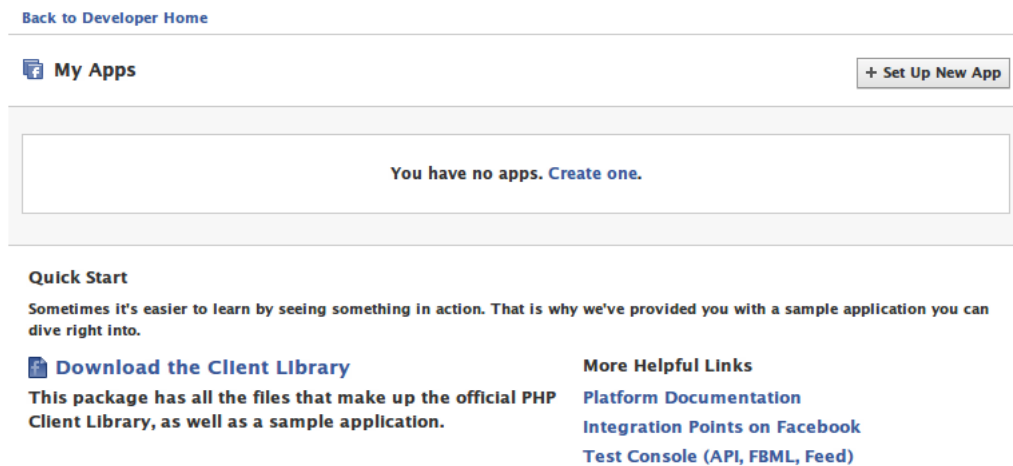 Back to Developer Home
My Apps
+ Set Up New App
You have no apps. Create one.
Quick Start
Sometimes it's easier to learn by seeing something in action. That is why we've provided you with a sample application you can
dive right into.
Download the Client Library
This package has all the files that make up the official PHP
Client Library, as well as a sample application.
More Helpful Links
Platform Documentation
Integration Points on Facebook
Test Console (API, FBML, Feed)